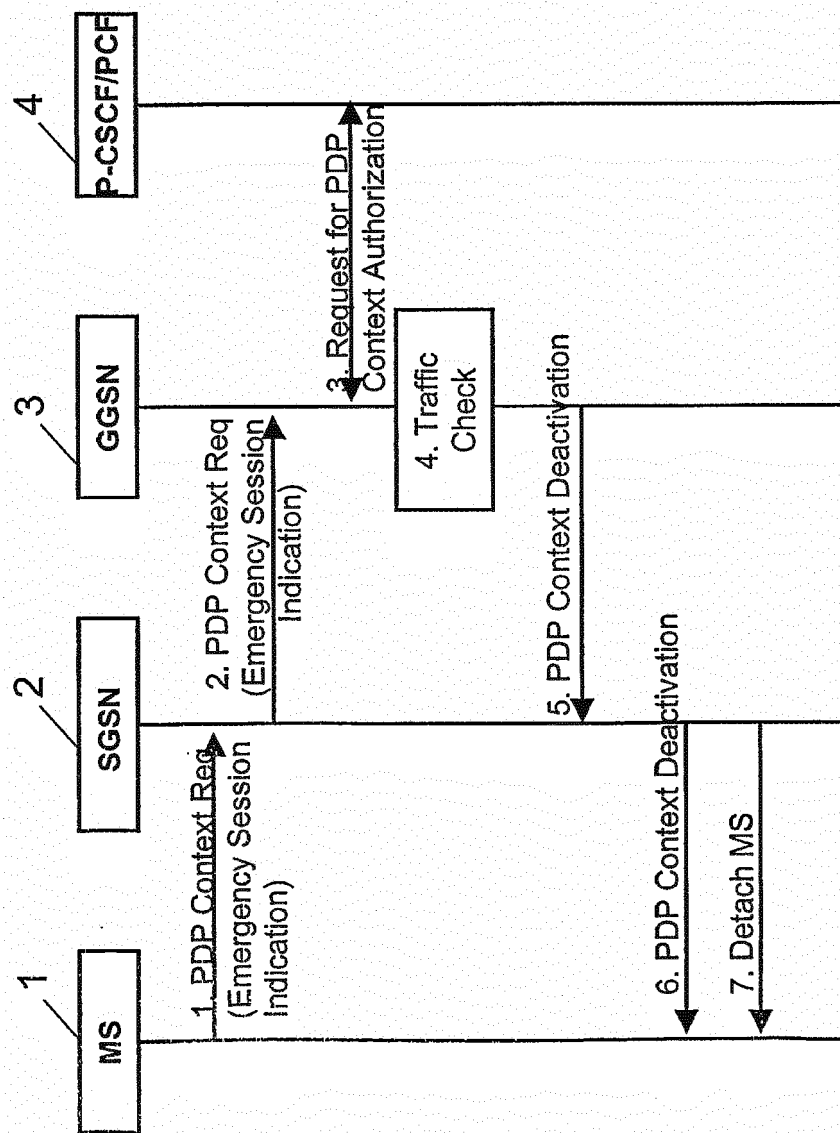 1
MS
2
SGSN
3
GGSN
4
P-CSCF/PCF
1. PDP Context Req
(Emergency Session
Indication)
2. PDP Context Req
(Emergency Session
Indication)
3. Request for PDP
Context Authorization
4. Traffic
Check
5. PDP Context Deactivation
6. PDP Context Deactivation
7. Detach MS